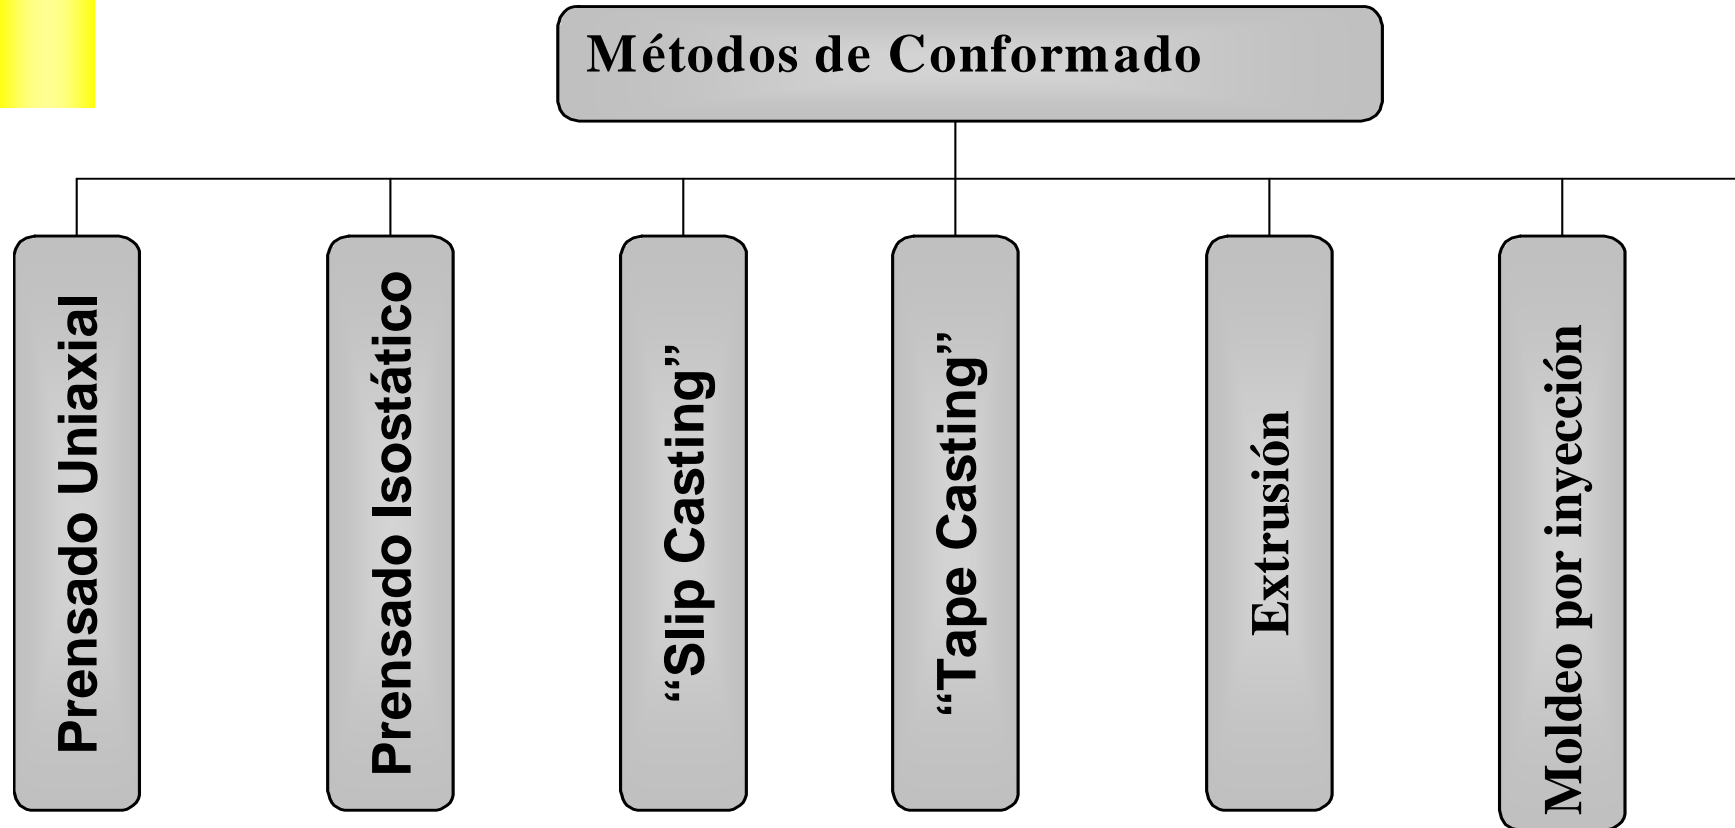 Métodos de Conformado
Prensado Uniaxial
Prensado Isostático
“Slip Casting”
“Tape Casting”
Extrusión
Moldeo por inyección